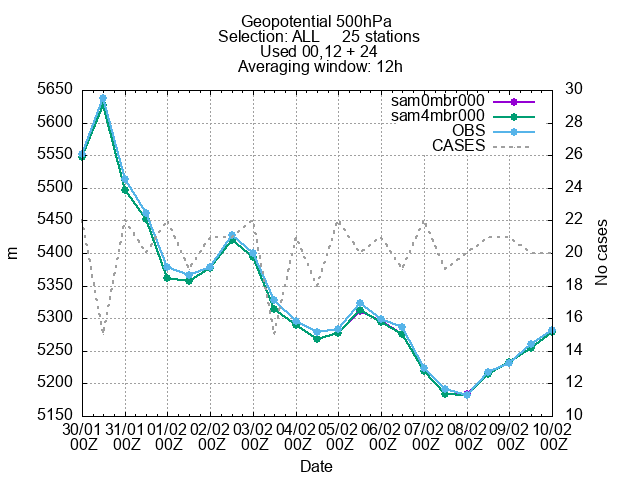 Geopotential 500hPa
Selection: ALL 25 stations
Used 00,12 + 24
Averaging window: 12h
sam0mbr000
sam4mbr000
OBS
CASES
5650
5600
5550
5500
5450
5400
5350
5300
5250
5200
5150
m
30
28
26
24
22
20
18
16
14
12
10
No cases
30/01 31/01 01/02 02/02 03/02 04/02 05/02 06/02 07/02 08/02 09/02 10/02
00Z 00Z 00Z 00Z 00Z 00Z 00Z 00Z 00Z 00Z 00Z 00Z
Date